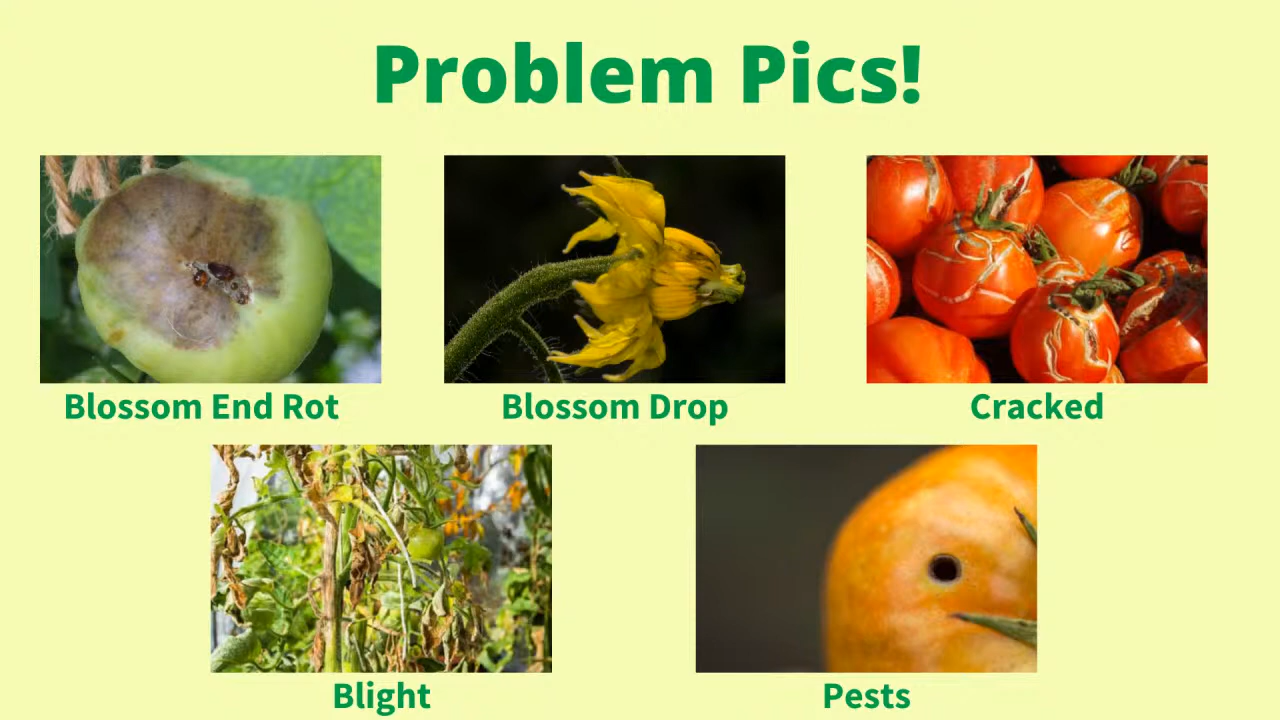 Problem Pics!
Blossom End Rot
Blossom Drop
Cracked
Blight
Pests